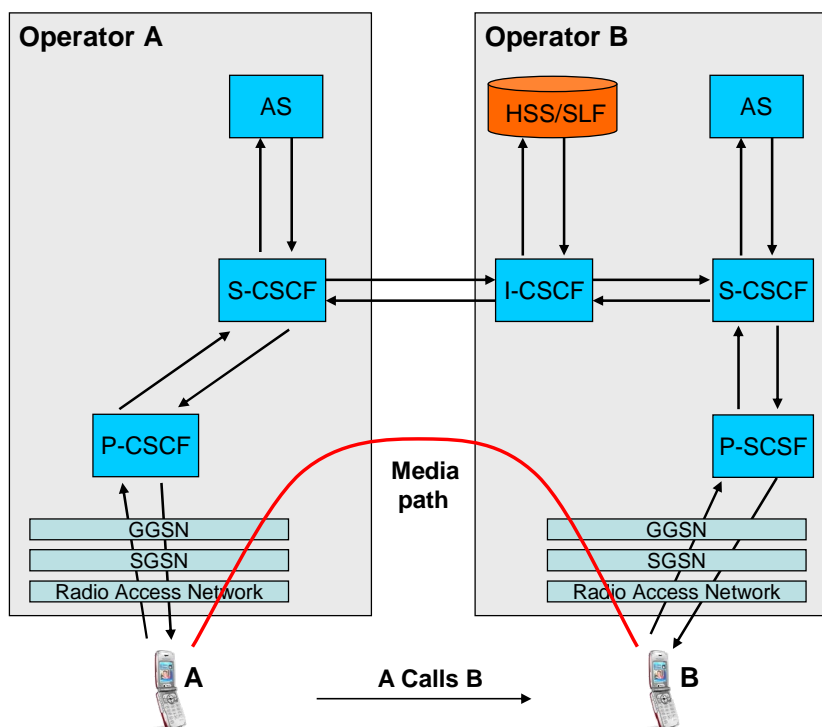 Operator A
Operator B
AS
HSS/SLF
AS
S-CSCF
I-CSCF
S-CSCF
P-CSCF
P-SCSF
Media
path
GGSN
GGSN
SGSN
SGSN
Radio Access Network
Radio Access Network
A
A Calls B
B